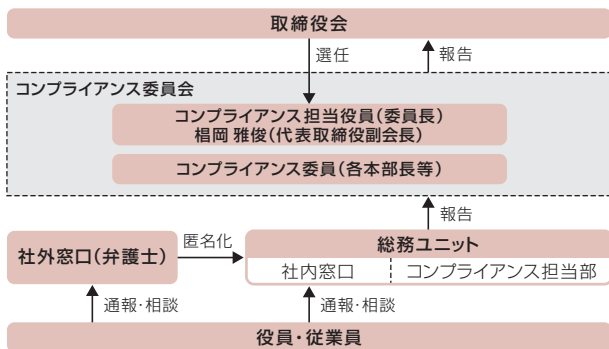 取締役会
選任
報告
コンプライアンス委員会
コンプライアンス担当役員(委員長)
椙岡 雅俊(代表取締役副会長)
コンプライアンス委員(各本部長等)
報告
社外窓口(弁護士)
匿名化
総務ユニット
社内窓口
コンプライアンス担当部
通報・相談
通報・相談
役員・従業員